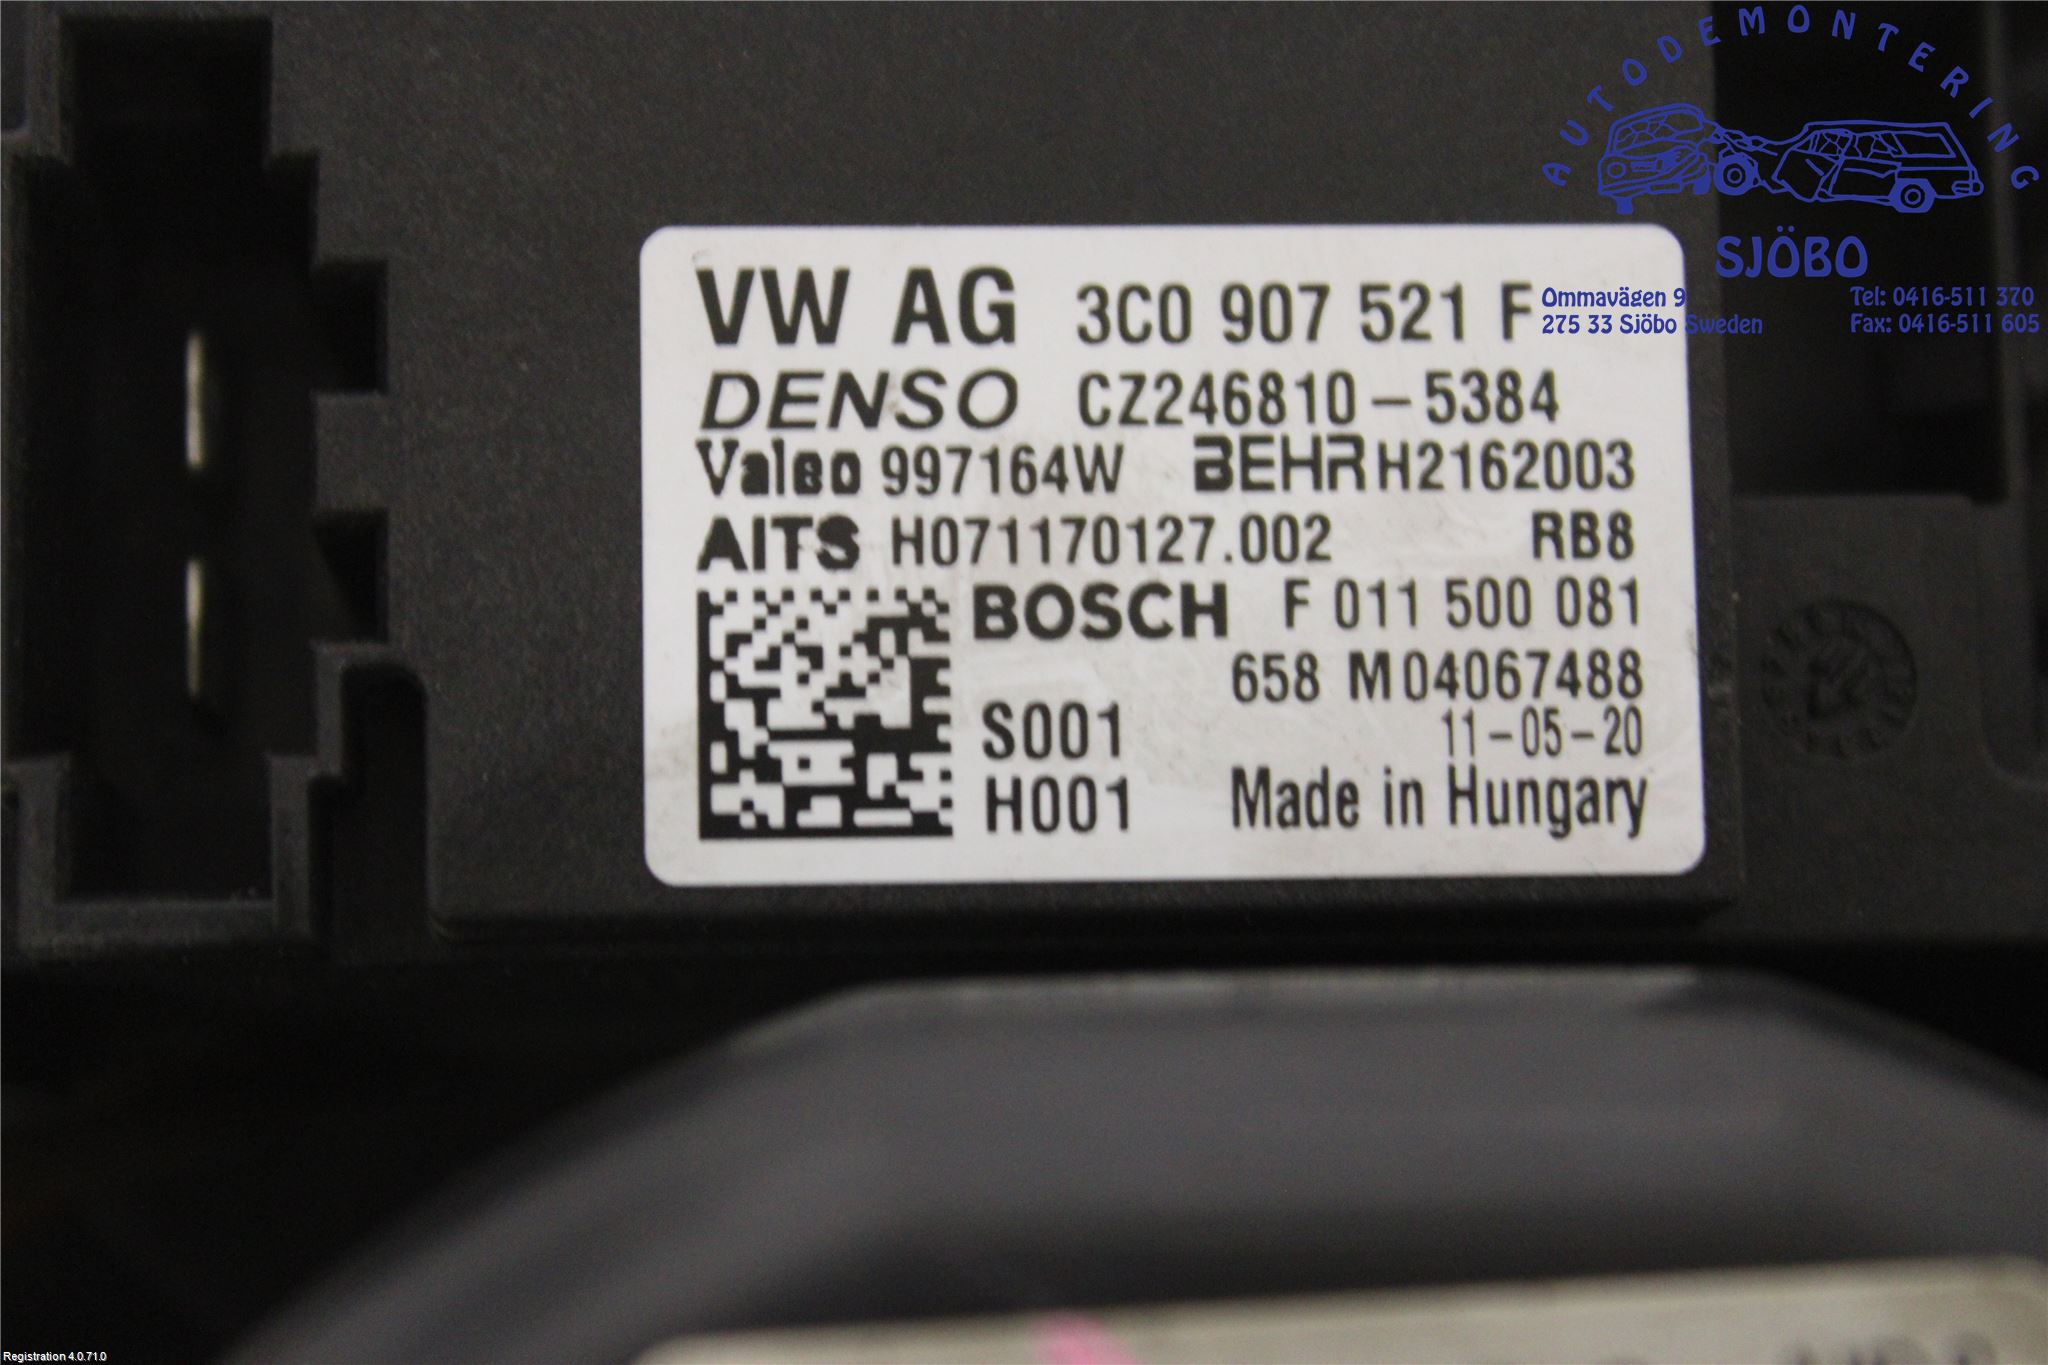 AUTODEMONTERING
SJÖBO
Ommavägen 9 Tel: 0416-511 370
275 33 Sjöbo Sweden Fax: 0416-511 605
VW AG 3C0 907 521 F
DENSO CZ246810-5384
Valeo 997164W BEHR H2162003
AITS H071170127.002 RB8
BOSCH F 011 500 081
658 M04067488
S001 11-05-20
H001 Made in Hungary
Registration 4.0.71.0